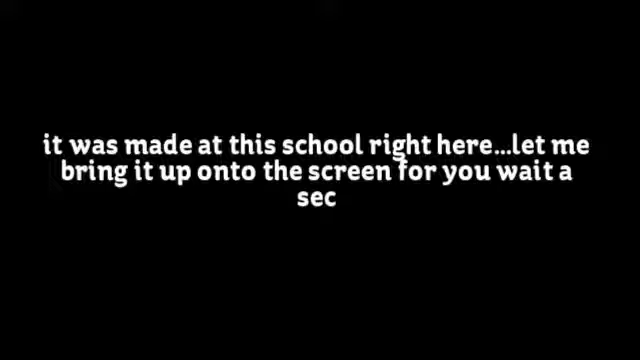 it was made at this school right here...let me
bring it up onto the screen for you wait a
sec